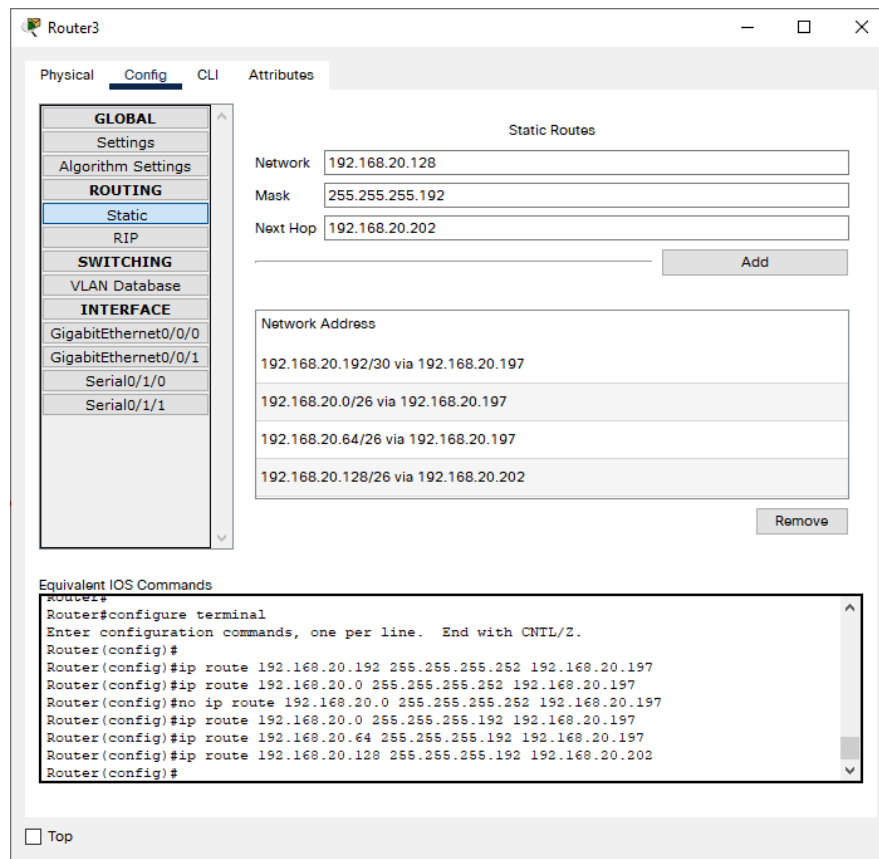 Router3
Physical Config CLI Attributes
GLOBAL
Settings
Algorithm Settings
ROUTING
Static
RIP
SWITCHING
VLAN Database
INTERFACE
GigabitEthernet0/0/0
GigabitEthernet0/0/1
Serial0/1/0
Serial0/1/1
Static Routes
Network 192.168.20.128
Mask 255.255.255.192
Next Hop 192.168.20.202
Add
Network Address
192.168.20.192/30 via 192.168.20.197
192.168.20.0/26 via 192.168.20.197
192.168.20.64/26 via 192.168.20.197
192.168.20.128/26 via 192.168.20.202
Remove
Equivalent IOS Commands
Router#
Router#configure terminal
Enter configuration commands, one per line. End with CNTL/Z.
Router(config)#
Router(config)#ip route 192.168.20.192 255.255.255.252 192.168.20.197
Router(config)#ip route 192.168.20.0 255.255.255.252 192.168.20.197
Router(config)#no ip route 192.168.20.0 255.255.255.252 192.168.20.197
Router(config)#ip route 192.168.20.0 255.255.255.192 192.168.20.197
Router(config)#ip route 192.168.20.64 255.255.255.192 192.168.20.197
Router(config)#ip route 192.168.20.128 255.255.255.192 192.168.20.202
Router(config)#
Top